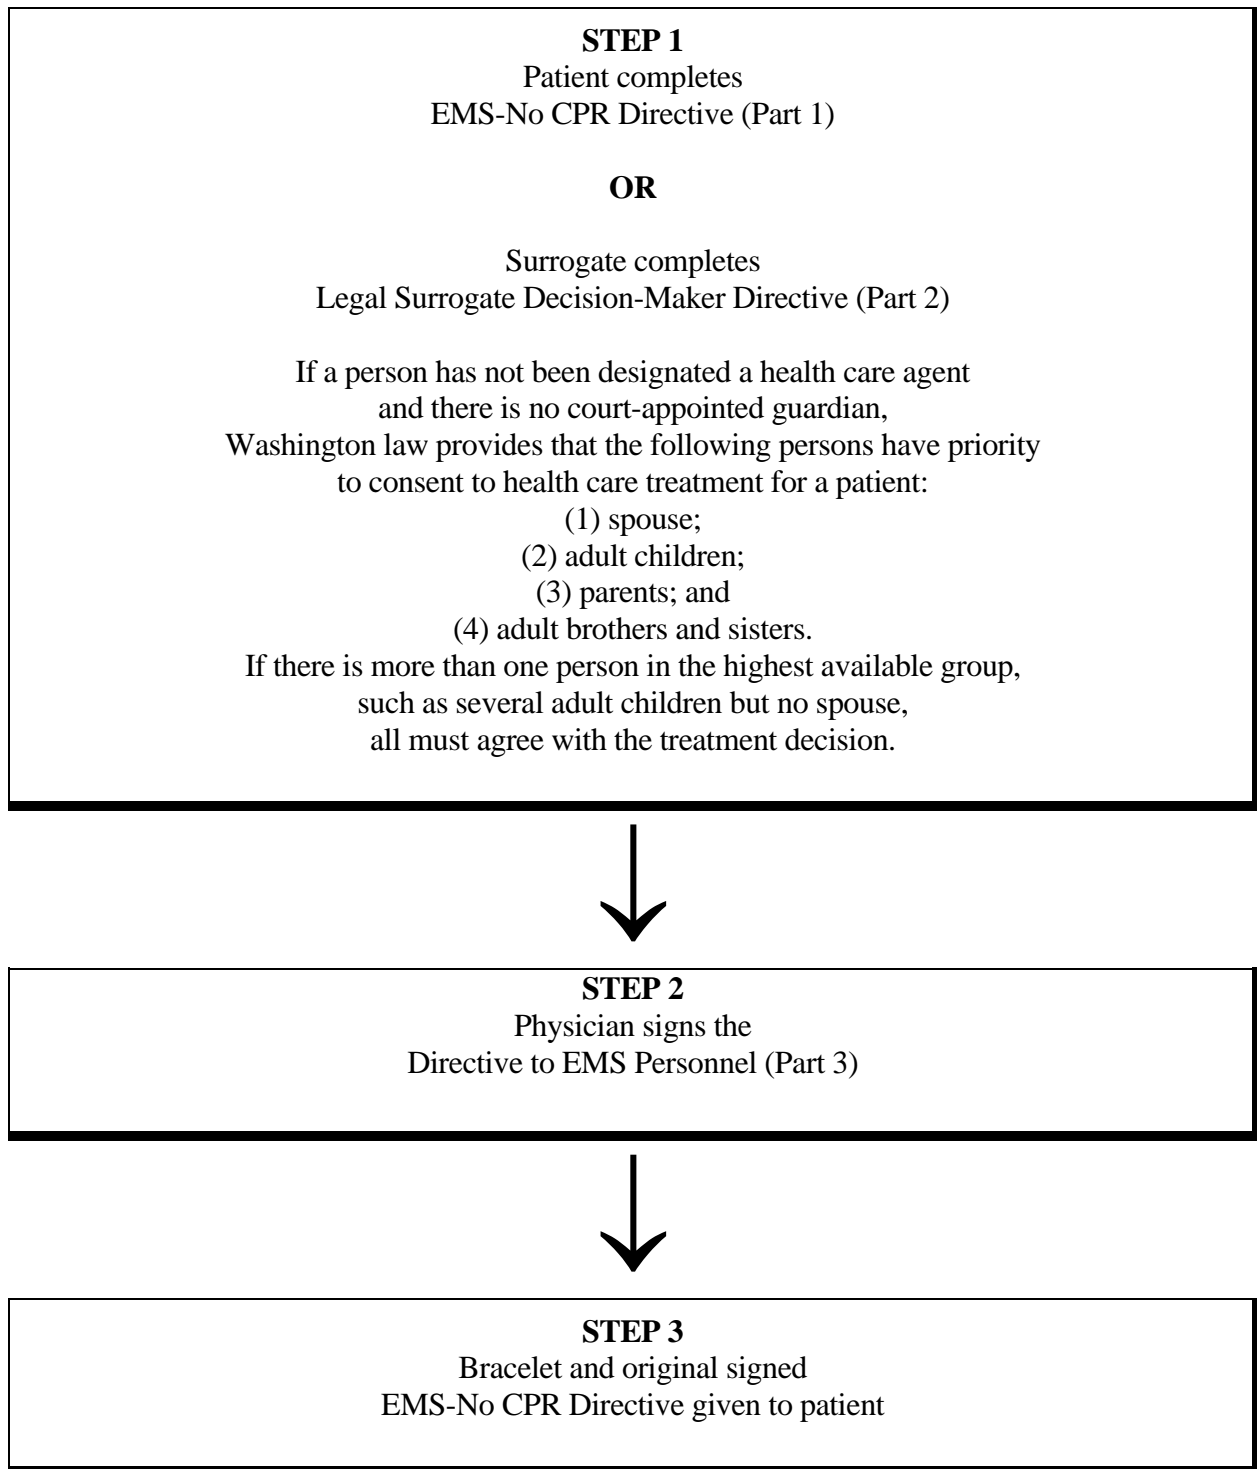 STEP 1
Patient completes
EMS-No CPR Directive (Part 1)
OR
Surrogate completes
Legal Surrogate Decision-Maker Directive (Part 2)
If a person has not been designated a health care agent
and there is no court-appointed guardian,
Washington law provides that the following persons have priority
to consent to health care treatment for a patient:
(1) spouse;
(2) adult children;
(3) parents; and
(4) adult brothers and sisters.
If there is more than one person in the highest available group,
such as several adult children but no spouse,
all must agree with the treatment decision.
STEP 2
Physician signs the
Directive to EMS Personnel (Part 3)
STEP 3
Bracelet and original signed
EMS-No CPR Directive given to patient